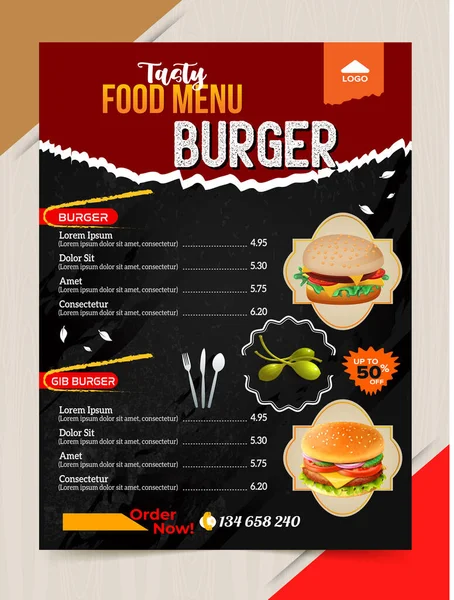 Tasty
FOOD MENU
BURGER
LOGO
BURGER
Lorem Ipsum
(Lorem ipsum dolor sit amet, consectetur) 4.95
Dolor Sit
(Lorem ipsum dolor sit amet, consectetur) 5.30
Amet
(Lorem ipsum dolor sit amet, consectetur) 5.75
Consectetur
(Lorem ipsum dolor sit amet, consectetur) 6.20
UP TO
50%
OFF
GIB BURGER
Lorem Ipsum
(Lorem ipsum dolor sit amet, consectetur) 4.95
Dolor Sit
(Lorem ipsum dolor sit amet, consectetur) 5.30
Amet
(Lorem ipsum dolor sit amet, consectetur) 5.75
Consectetur
(Lorem ipsum dolor sit amet, consectetur) 6.20
Order
Now!
134 658 240